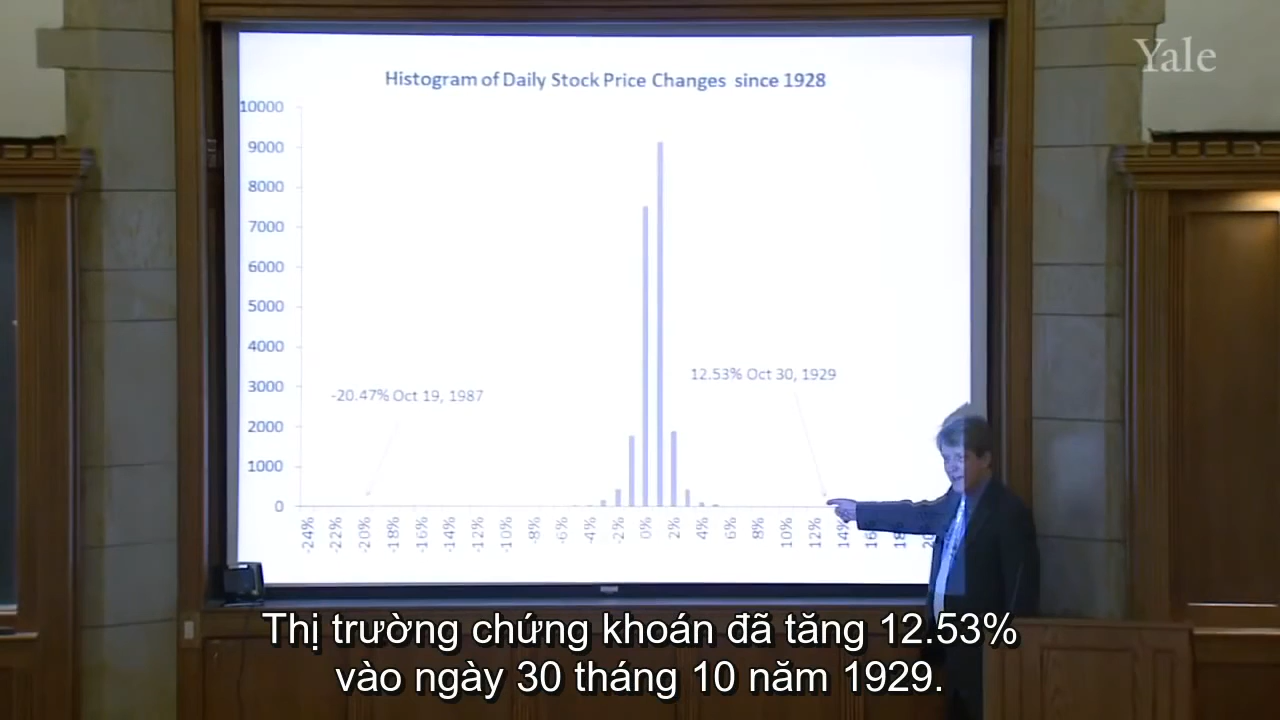 Yale
Histogram of Daily Stock Price Changes since 1928
10000
9000
8000
7000
6000
5000
4000
3000
2000
1000
0
-20.47% Oct 19, 1987
12.53% Oct 30, 1929
-24% -22% -20% -18% -16% -14% -12% -10% -8% -6% -4% -2% 0% 2% 4% 6% 8% 10% 12% 14% 16% 18%
Thị trường chứng khoán đã tăng 12.53%
vào ngày 30 tháng 10 năm 1929.